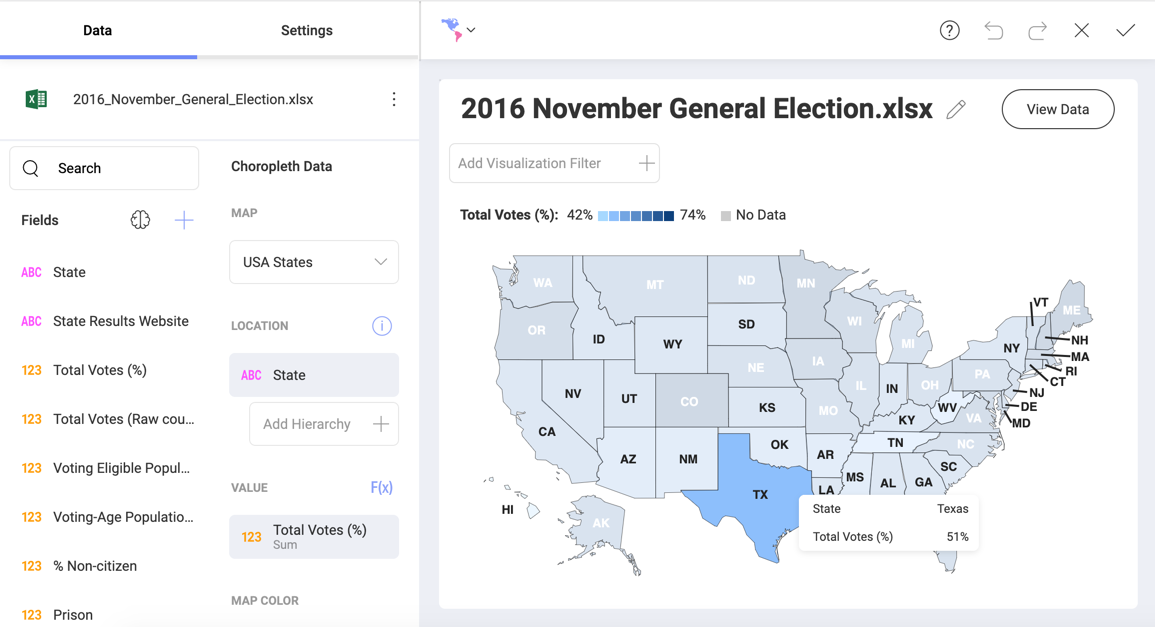 Data
Settings
2016_November_General_Election.xlsx
Search
Fields
ABC State
ABC State Results Website
123 Total Votes (%)
123 Total Votes (Raw cou...
123 Voting Eligible Popul...
123 Voting-Age Populatio...
123 % Non-citizen
123 Prison
Choropleth Data
MAP
USA States
LOCATION
ABC State
Add Hierarchy
VALUE
F(x)
123 Total Votes (%)
Sum
MAP COLOR
2016 November General Election.xlsx
View Data
Add Visualization Filter
Total Votes (%): 42% 74% No Data
WA
MT
ND
MN
VT
ME
OR
ID
SD
WI
MI
NY
NH
MA
WY
RI
IA
PA
CT
NE
NV
UT
CO
IL
IN
OH
NJ
DE
MD
KS
MO
WV
VA
KY
CA
OK
TN
NC
AZ
NM
AR
SC
MS
AL
GA
TX
LA
HI
AK
State Texas
Total Votes (%) 51%